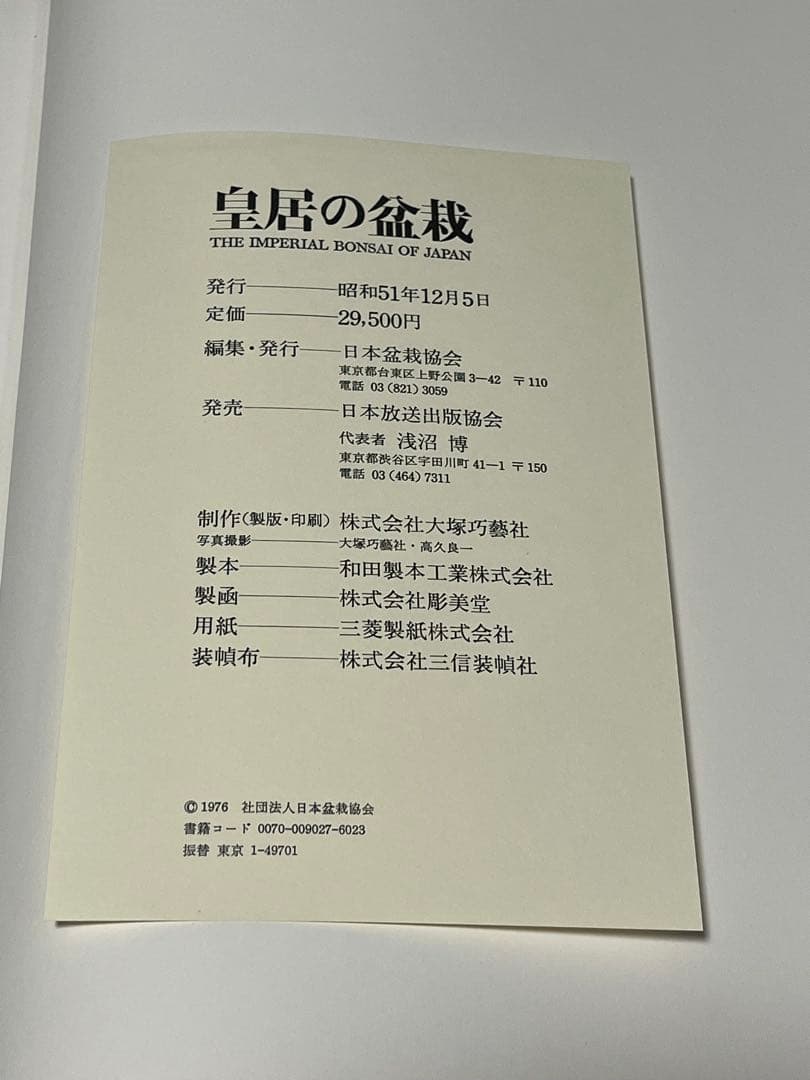 皇居の盆栽
THE IMPERIAL BONSAI OF JAPAN
発行————昭和51年12月5日
定価————29,500円
編集・発行——日本盆栽協会
東京都台東区上野公園3—42 〒110
電話 03(821)3059
発売————日本放送出版協会
代表者 浅沼 博
東京都渋谷区宇田川町41—1 〒150
電話 03(464)7311
制作(製版・印刷) 株式会社大塚巧藝社
写真撮影————大塚巧藝社・高久良一
製本————和田製本工業株式会社
製函————株式会社彫美堂
用紙————三菱製紙株式会社
装幀布————株式会社三信装幀社
©1976 社団法人日本盆栽協会
書籍コード 0070-009027-6023
振替 東京 1-49701